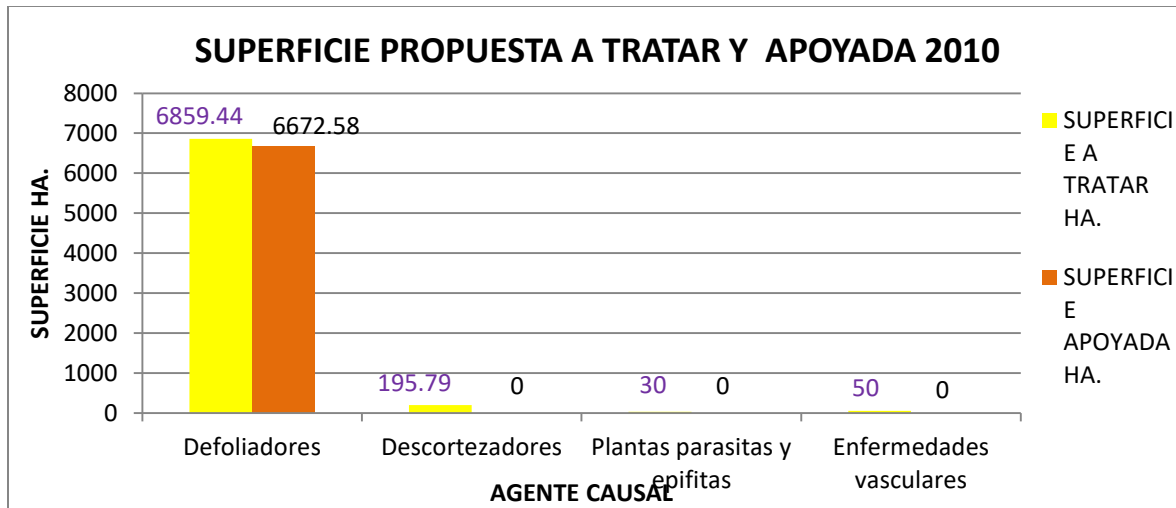 SUPERFICIE PROPUESTA A TRATAR Y  APOYADA 2010
SUPERFICIE HA.
8000
7000
6000
5000
4000
3000
2000
1000
0
6859.44
6672.58
195.79
0
30
0
50
0
Defoliadores
Descortezadores
Plantas parasitas y
epifitas
Enfermedades
vasculares
AGENTE CAUSAL
SUPERFICI
E A
TRATAR
HA.
SUPERFICI
E
APOYADA
HA.